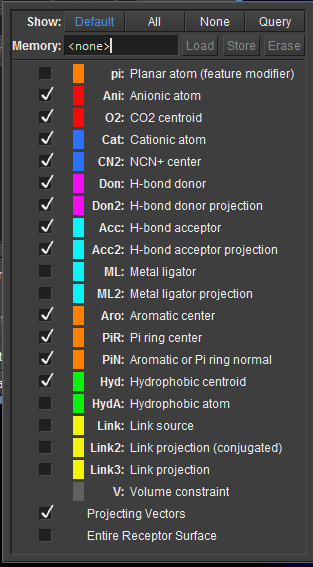 Show: Default All None Query
Memory: <none> Load Store Erase
pi: Planar atom (feature modifier)
Ani: Anionic atom
O2: CO2 centroid
Cat: Cationic atom
CN2: NCN+ center
Don: H-bond donor
Don2: H-bond donor projection
Acc: H-bond acceptor
Acc2: H-bond acceptor projection
ML: Metal ligator
ML2: Metal ligator projection
Aro: Aromatic center
PiR: Pi ring center
PiN: Aromatic or Pi ring normal
Hyd: Hydrophobic centroid
HydA: Hydrophobic atom
Link: Link source
Link2: Link projection (conjugated)
Link3: Link projection
V: Volume constraint
Projecting Vectors
Entire Receptor Surface